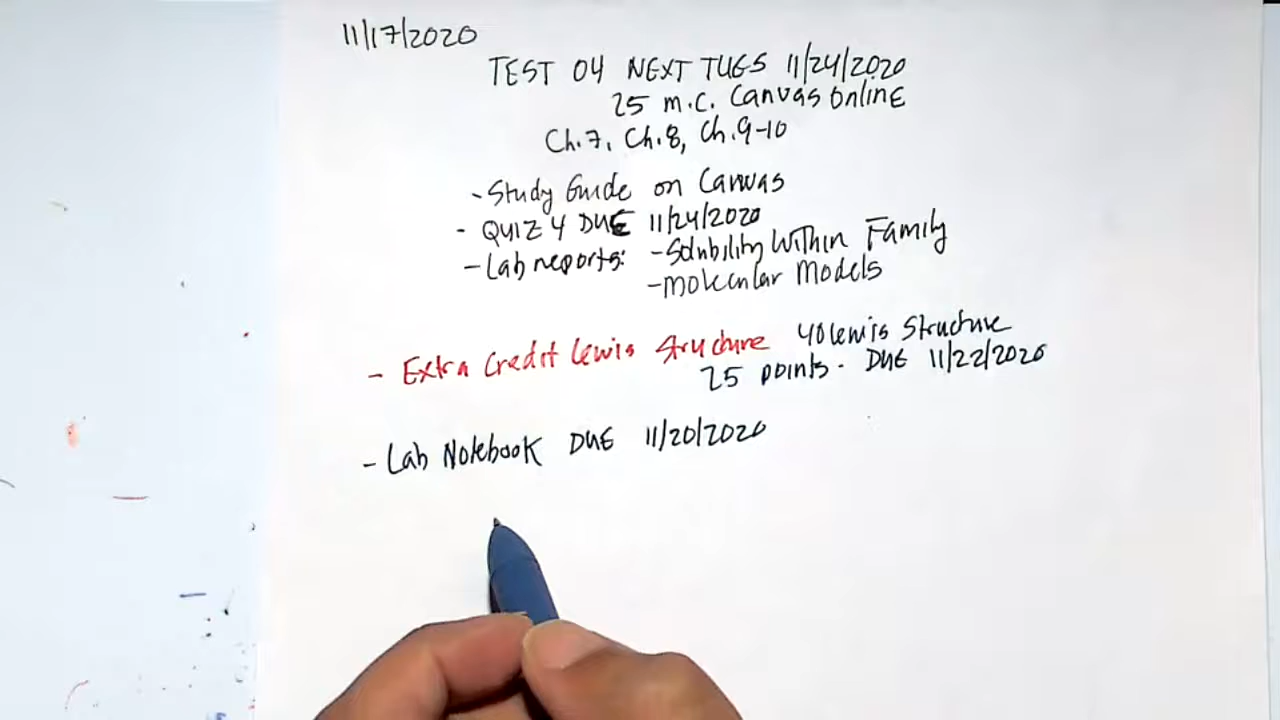 11/17/2020
TEST 04 NEXT TUES 11/24/2020
25 m.c. Canvas Online
Ch.7, Ch.8, Ch.9-10
- Study Guide on Canvas
- QUIZ 4 DUE 11/24/2020
- Lab reports: - Solubility Within Family
- Molecular Models
- Extra Credit Lewis Structure 40 lewis Structure
25 points. DUE 11/22/2020
- Lab Notebook DUE 11/20/2020